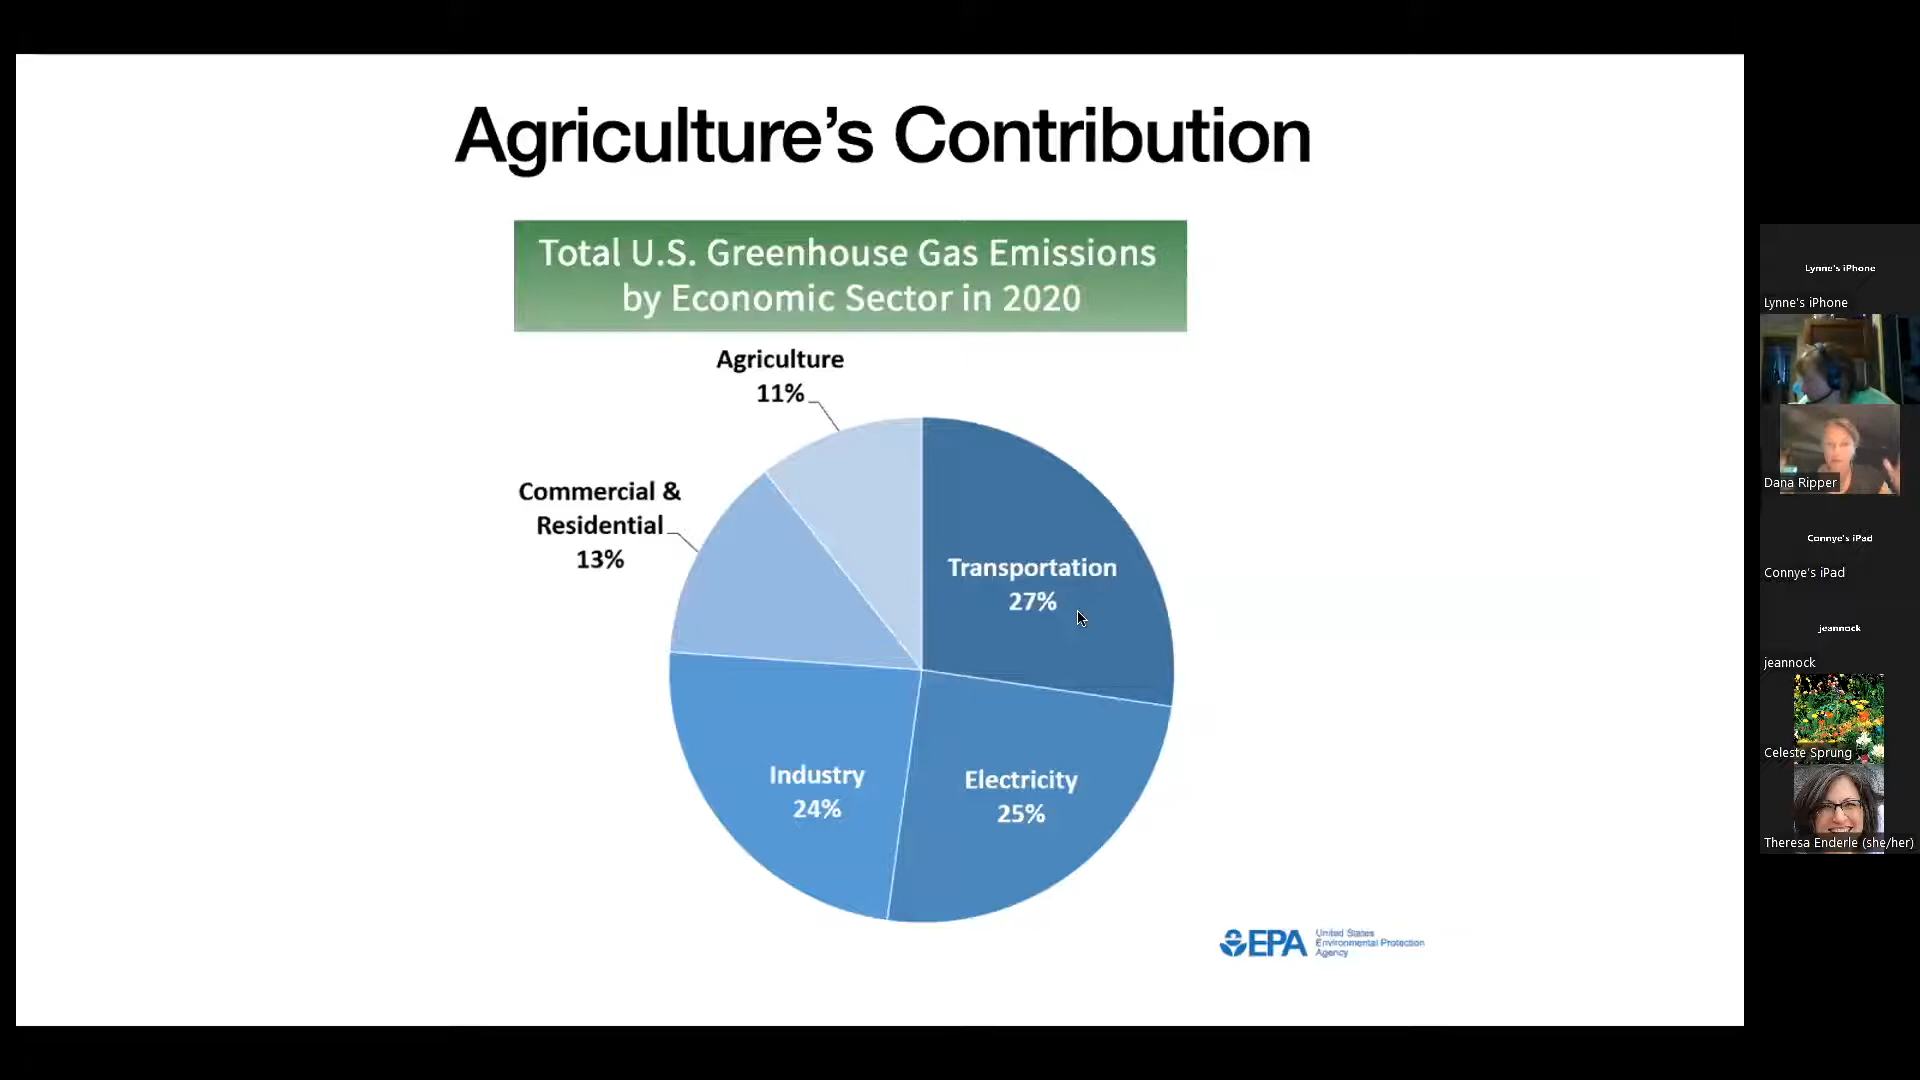 Agriculture's Contribution
Total U.S. Greenhouse Gas Emissions
by Economic Sector in 2020
Agriculture
11%
Commercial &
Residential
13%
Transportation
27%
Industry
24%
Electricity
25%
EPA
United States
Environmental Protection
Agency
Lynne's iPhone
Lynne's iPhone
Dana Ripper
Connye's iPad
Connye's iPad
jeannock
jeannock
Celeste Sprung
Theresa Enderle (she/her)